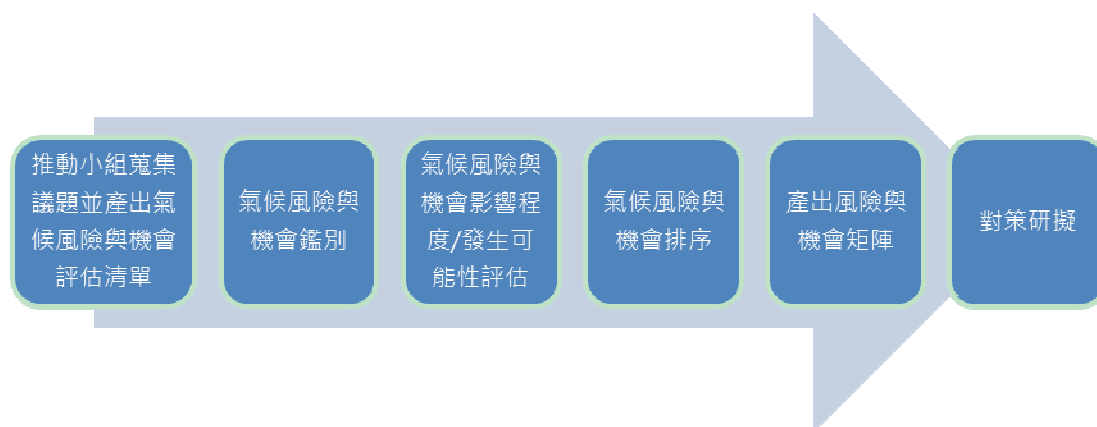 推動小組蒐集
議題並產出氣
候風險與機會
評估清單
氣候風險與
機會鑑別
氣候風險與
機會影響程
度/發生可
能性評估
氣候風險與
機會排序
產出風險與
機會矩陣
對策研擬